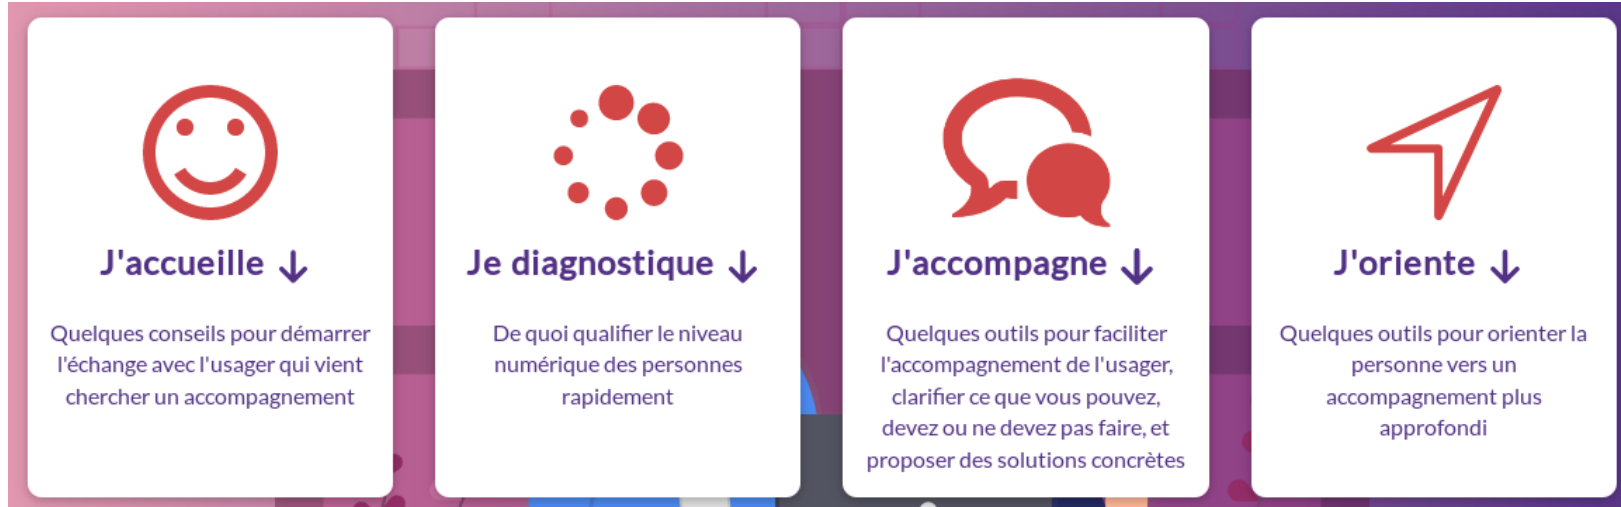 J'accueille ↓
Quelques conseils pour démarrer
l'échange avec l'usager qui vient
chercher un accompagnement
Je diagnostique ↓
De quoi qualifier le niveau
numérique des personnes
rapidement
J'accompagne ↓
Quelques outils pour faciliter
l'accompagnement de l'usager,
clarifier ce que vous pouvez,
devez ou ne devez pas faire, et
proposer des solutions concrètes
J'oriente ↓
Quelques outils pour orienter la
personne vers un
accompagnement plus
approfondi